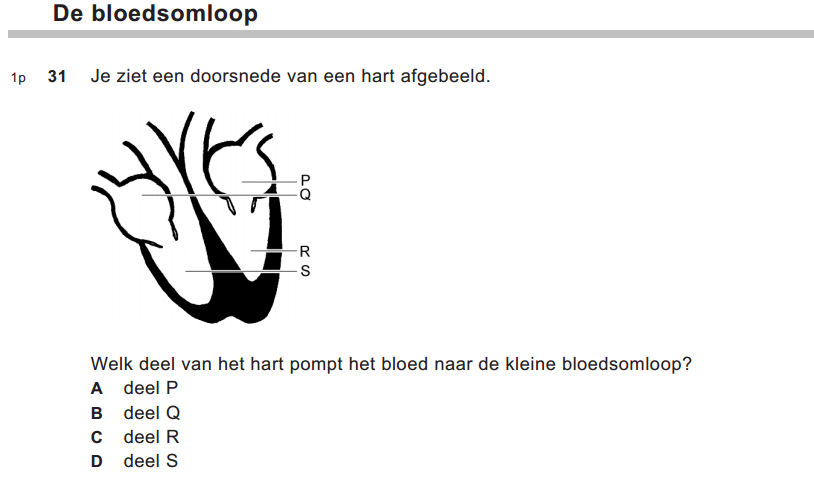 De bloedsomloop
1p 31 Je ziet een doorsnede van een hart afgebeeld.
P
Q
R
S
Welk deel van het hart pompt het bloed naar de kleine bloedsomloop?
A deel P
B deel Q
C deel R
D deel S